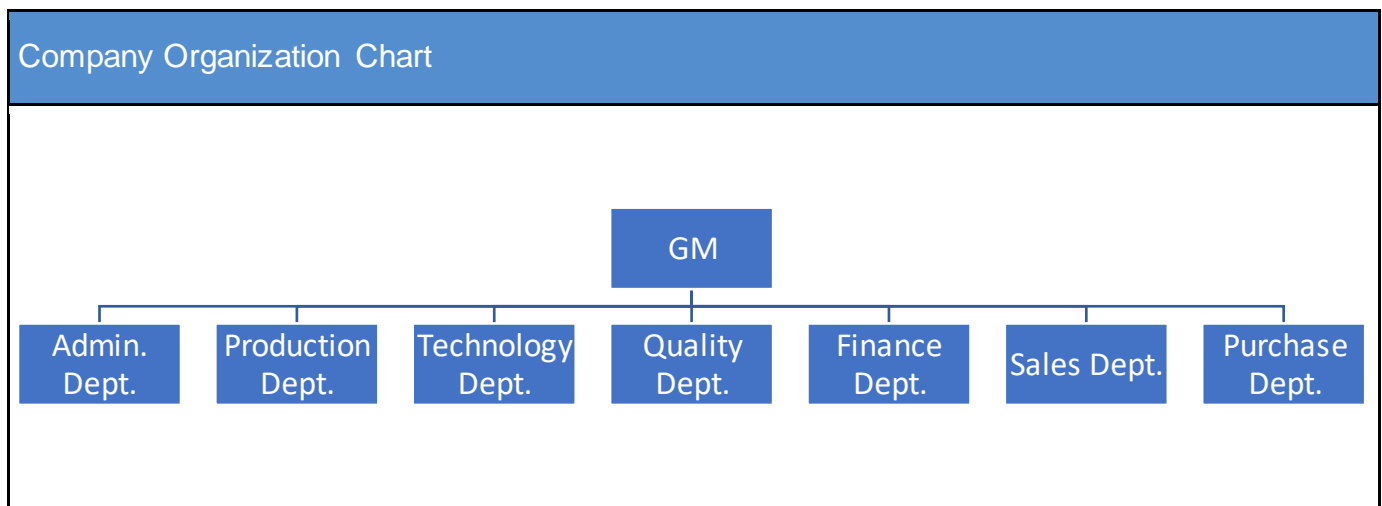 Company Organization Chart
GM
Admin.
Dept.
Production
Dept.
Technology
Dept.
Quality
Dept.
Finance
Dept.
Sales Dept.
Purchase
Dept.